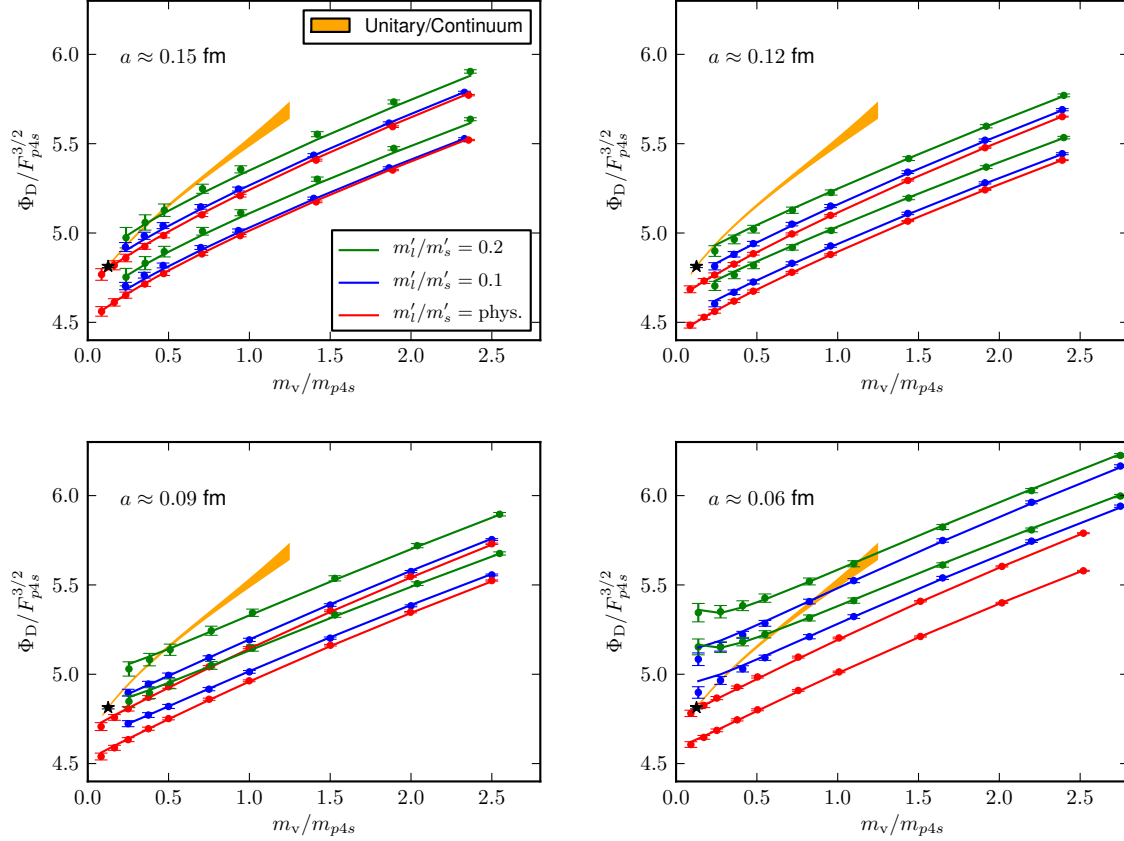 Unitary/Continuum
a ≈ 0.15 fm
Φ_D/F_{p4s}^{3/2}
6.0
5.5
5.0
4.5
m′_l/m′_s = 0.2
m′_l/m′_s = 0.1
m′_l/m′_s = phys.
0.0 0.5 1.0 1.5 2.0 2.5
m_v/m_{p4s}
a ≈ 0.12 fm
Φ_D/F_{p4s}^{3/2}
6.0
5.5
5.0
4.5
0.0 0.5 1.0 1.5 2.0 2.5
m_v/m_{p4s}
a ≈ 0.09 fm
Φ_D/F_{p4s}^{3/2}
6.0
5.5
5.0
4.5
0.0 0.5 1.0 1.5 2.0 2.5
m_v/m_{p4s}
a ≈ 0.06 fm
Φ_D/F_{p4s}^{3/2}
6.0
5.5
5.0
4.5
0.0 0.5 1.0 1.5 2.0 2.5
m_v/m_{p4s}